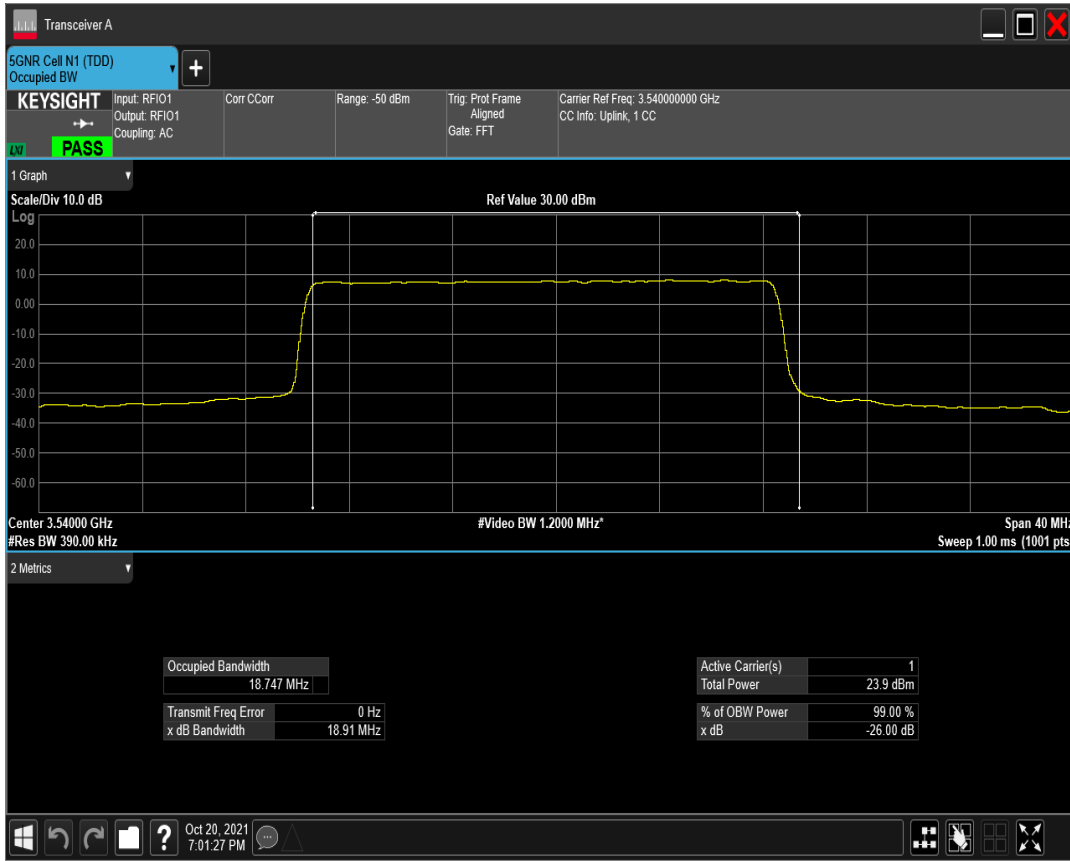 Transceiver A
5GNR Cell N1 (TDD)
Occupied BW
KEYSIGHT
LXI
PASS
Input: RFIO1
Output: RFIO1
Coupling: AC
Corr CCorr
Range: -50 dBm
Trig: Prot Frame
Aligned
Gate: FFT
Carrier Ref Freq: 3.540000000 GHz
CC Info: Uplink, 1 CC
1 Graph
Scale/Div 10.0 dB
Ref Value 30.00 dBm
Log
20.0
10.0
0.00
-10.0
-20.0
-30.0
-40.0
-50.0
-60.0
Center 3.54000 GHz
#Video BW 1.2000 MHz*
Span 40 MHz
#Res BW 390.00 kHz
Sweep 1.00 ms (1001 pts
2 Metrics
Occupied Bandwidth
18.747 MHz
Transmit Freq Error 0 Hz
x dB Bandwidth 18.91 MHz
Active Carrier(s) 1
Total Power 23.9 dBm
% of OBW Power 99.00 %
x dB -26.00 dB
?
Oct 20, 2021
7:01:27 PM